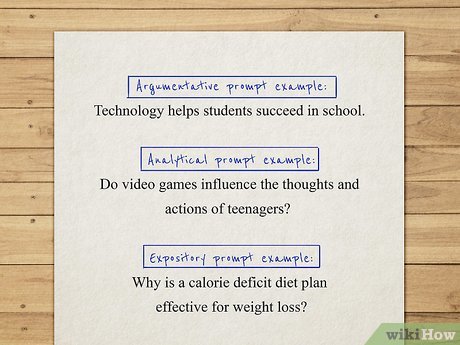 Argumentative prompt example:
Technology helps students succeed in school.
Analytical prompt example:
Do video games influence the thoughts and
actions of teenagers?
Expository prompt example:
Why is a calorie deficit diet plan
effective for weight loss?
wikiHow